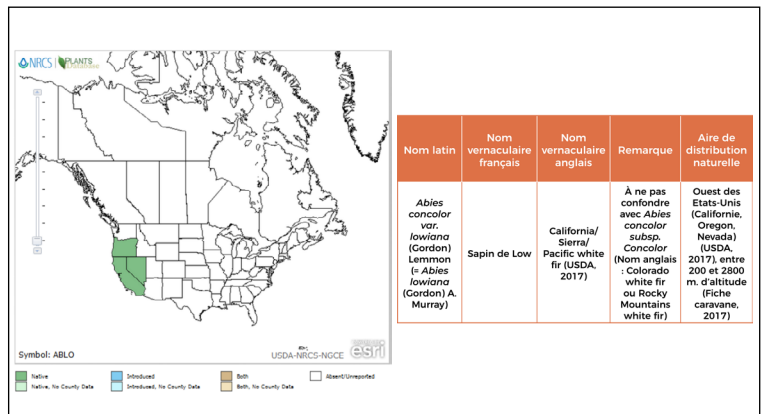 NRCS
PLANTS
Database
Symbol: ABLO
USDA-NRCS-NGCE
esri
Native
Native, No County Data
Introduced
Introduced, No County Data
Both
Both, No County Data
Absent/Unreported
Nom latin
Nom
vernaculaire
français
Nom
vernaculaire
anglais
Remarque
Aire de
distribution
naturelle
Abies
concolor
var.
lowiana
(Gordon)
Lemmon
(= Abies
lowiana
(Gordon) A.
Murray)
Sapin de Low
California/
Sierra/
Pacific white
fir (USDA,
2017)
À ne pas
confondre
avec Abies
concolor
subsp.
Concolor
(Nom anglais
: Colorado
white fir
ou Rocky
Mountains
white fir)
Ouest des
Etats-Unis
(Californie,
Oregon,
Nevada)
(USDA,
2017), entre
200 et 2800
m. d'altitude
(Fiche
caravane,
2017)